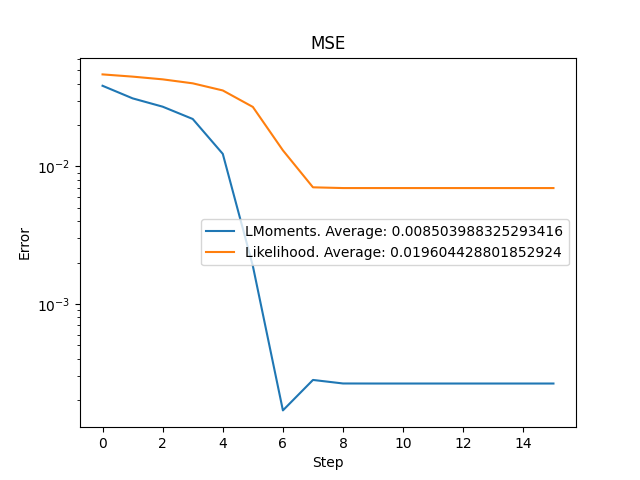 MSE
Error
10⁻²
10⁻³
LMoments. Average: 0.008503988325293416
Likelihood. Average: 0.019604428801852924
0 2 4 6 8 10 12 14
Step